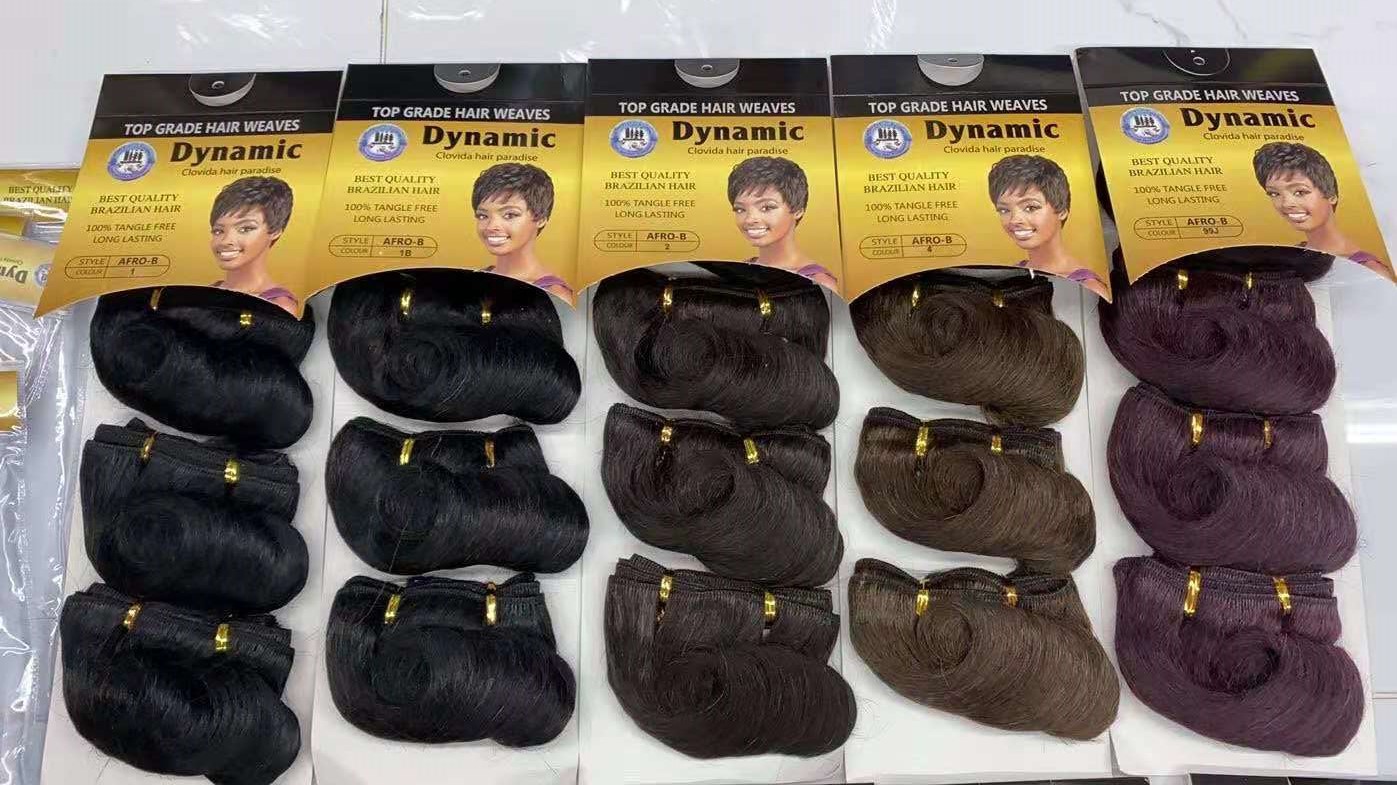 TOP GRADE HAIR WEAVES
Dynamic
Clovida hair paradise
BEST QUALITY
BRAZILIAN HAIR
100% TANGLE FREE
LONG LASTING
STYLE AFRO-B
COLOUR 1
TOP GRADE HAIR WEAVES
Dynamic
Clovida hair paradise
BEST QUALITY
BRAZILIAN HAIR
100% TANGLE FREE
LONG LASTING
STYLE AFRO-B
COLOUR 1B
TOP GRADE HAIR WEAVES
Dynamic
Clovida hair paradise
BEST QUALITY
BRAZILIAN HAIR
100% TANGLE FREE
LONG LASTING
STYLE AFRO-B
COLOUR 2
TOP GRADE HAIR WEAVES
Dynamic
Clovida hair paradise
BEST QUALITY
BRAZILIAN HAIR
100% TANGLE FREE
LONG LASTING
STYLE AFRO-B
COLOUR 4
TOP GRADE HAIR WEAVES
Dynamic
Clovida hair paradise
BEST QUALITY
BRAZILIAN HAIR
100% TANGLE FREE
LONG LASTING
STYLE AFRO-B
COLOUR 99J
BEST QUALITY
BRAZILIAN HAI
Dyna